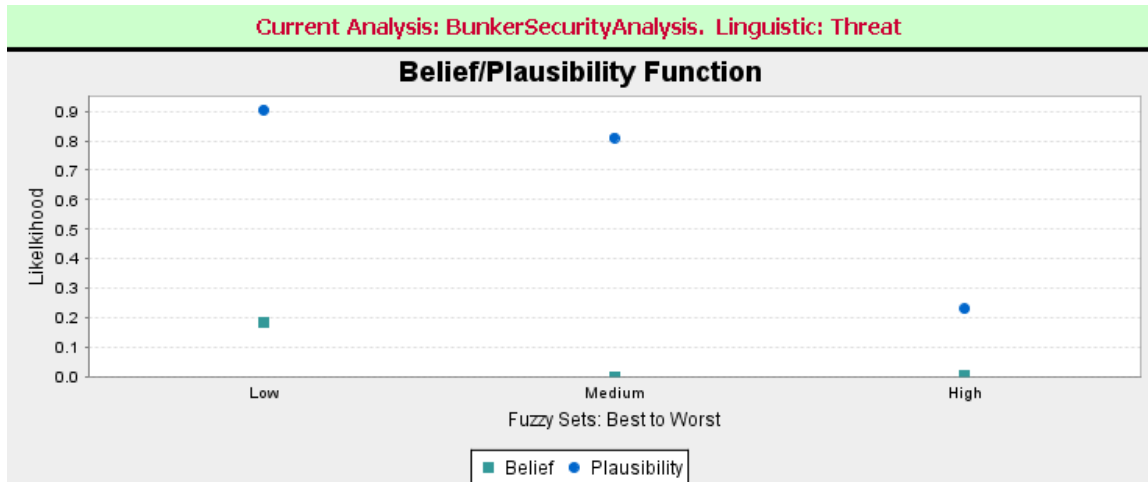 Current Analysis: BunkerSecurityAnalysis. Linguistic: Threat
Belief/Plausibility Function
0.9
0.8
0.7
0.6
0.5
0.4
0.3
0.2
0.1
0.0
Likelkihood
Low Medium High
Fuzzy Sets: Best to Worst
Belief Plausibility